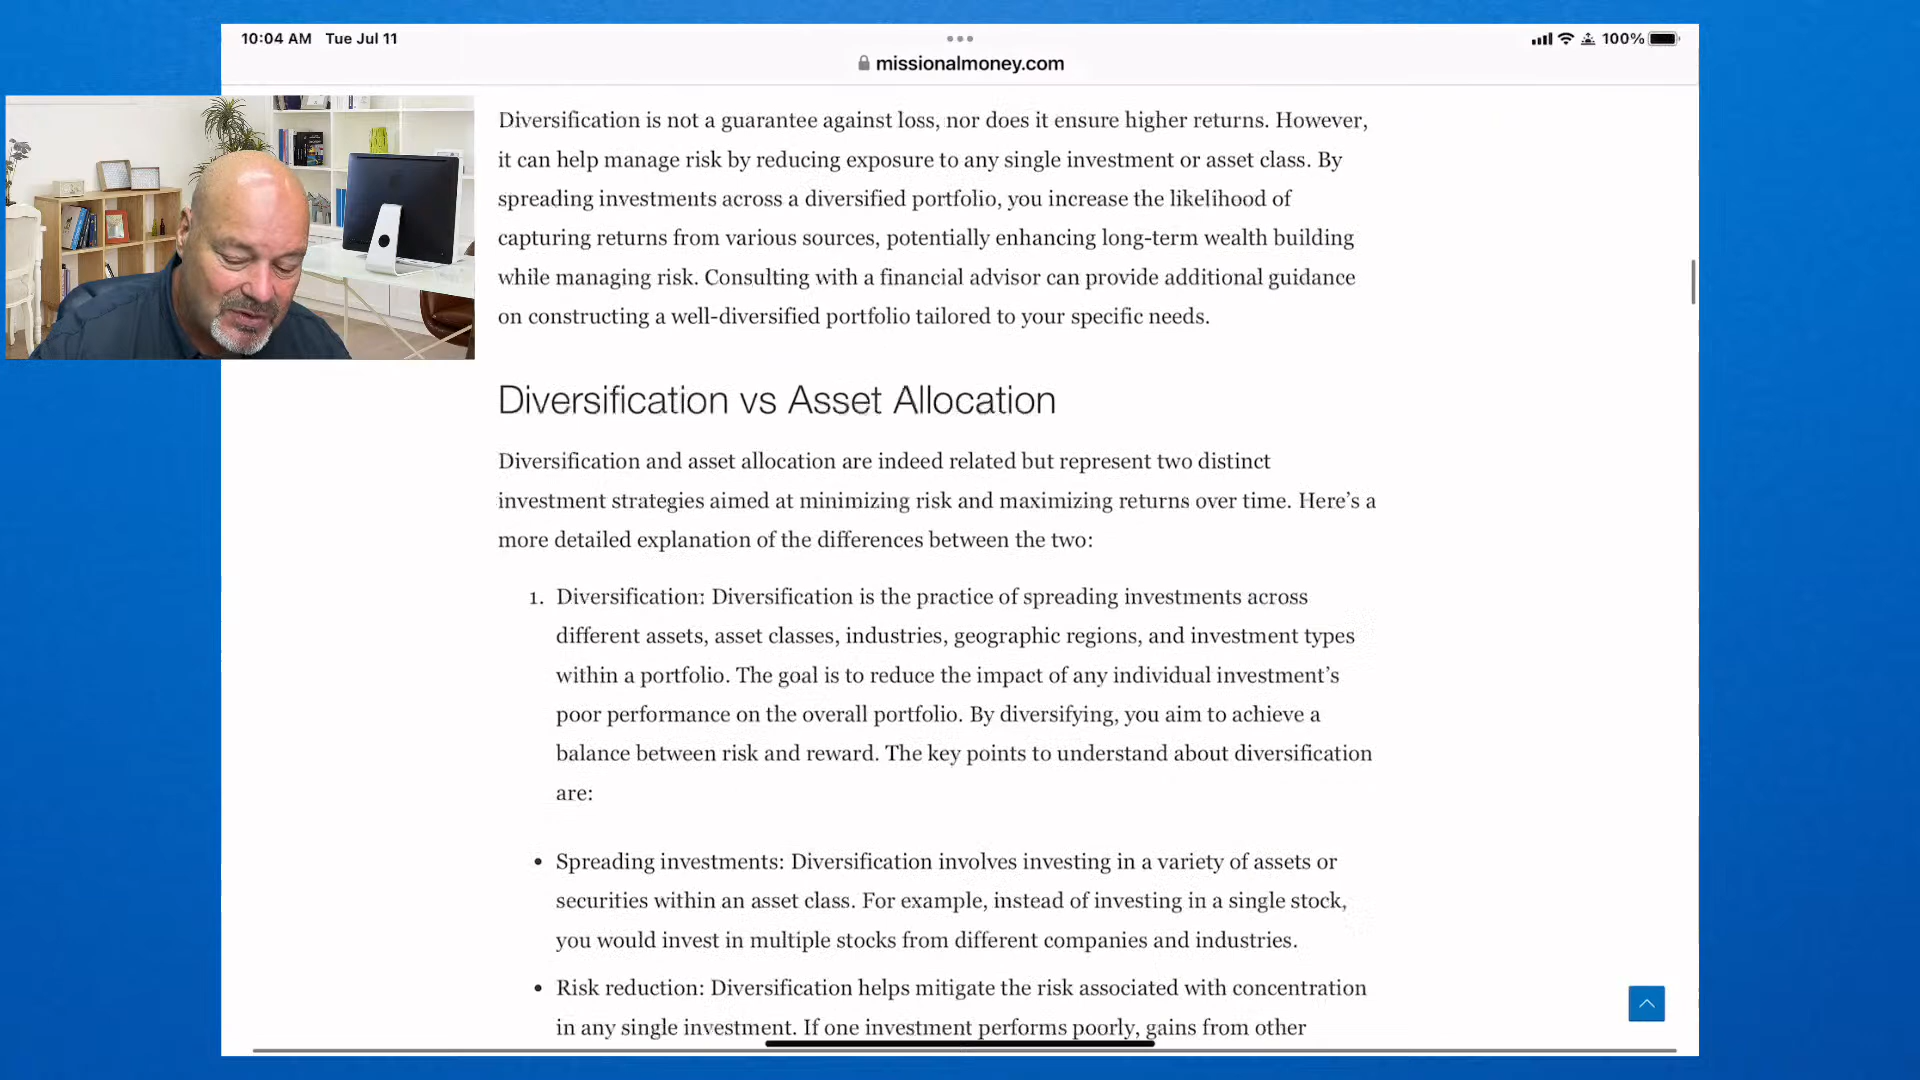 10:04 AM Tue Jul 11
100%
missionalmoney.com
Diversification is not a guarantee against loss, nor does it ensure higher returns. However,
it can help manage risk by reducing exposure to any single investment or asset class. By
spreading investments across a diversified portfolio, you increase the likelihood of
capturing returns from various sources, potentially enhancing long-term wealth building
while managing risk. Consulting with a financial advisor can provide additional guidance
on constructing a well-diversified portfolio tailored to your specific needs.
Diversification vs Asset Allocation
Diversification and asset allocation are indeed related but represent two distinct
investment strategies aimed at minimizing risk and maximizing returns over time. Here’s a
more detailed explanation of the differences between the two:
1. Diversification: Diversification is the practice of spreading investments across
different assets, asset classes, industries, geographic regions, and investment types
within a portfolio. The goal is to reduce the impact of any individual investment’s
poor performance on the overall portfolio. By diversifying, you aim to achieve a
balance between risk and reward. The key points to understand about diversification
are:
• Spreading investments: Diversification involves investing in a variety of assets or
securities within an asset class. For example, instead of investing in a single stock,
you would invest in multiple stocks from different companies and industries.
• Risk reduction: Diversification helps mitigate the risk associated with concentration
in any single investment. If one investment performs poorly, gains from other